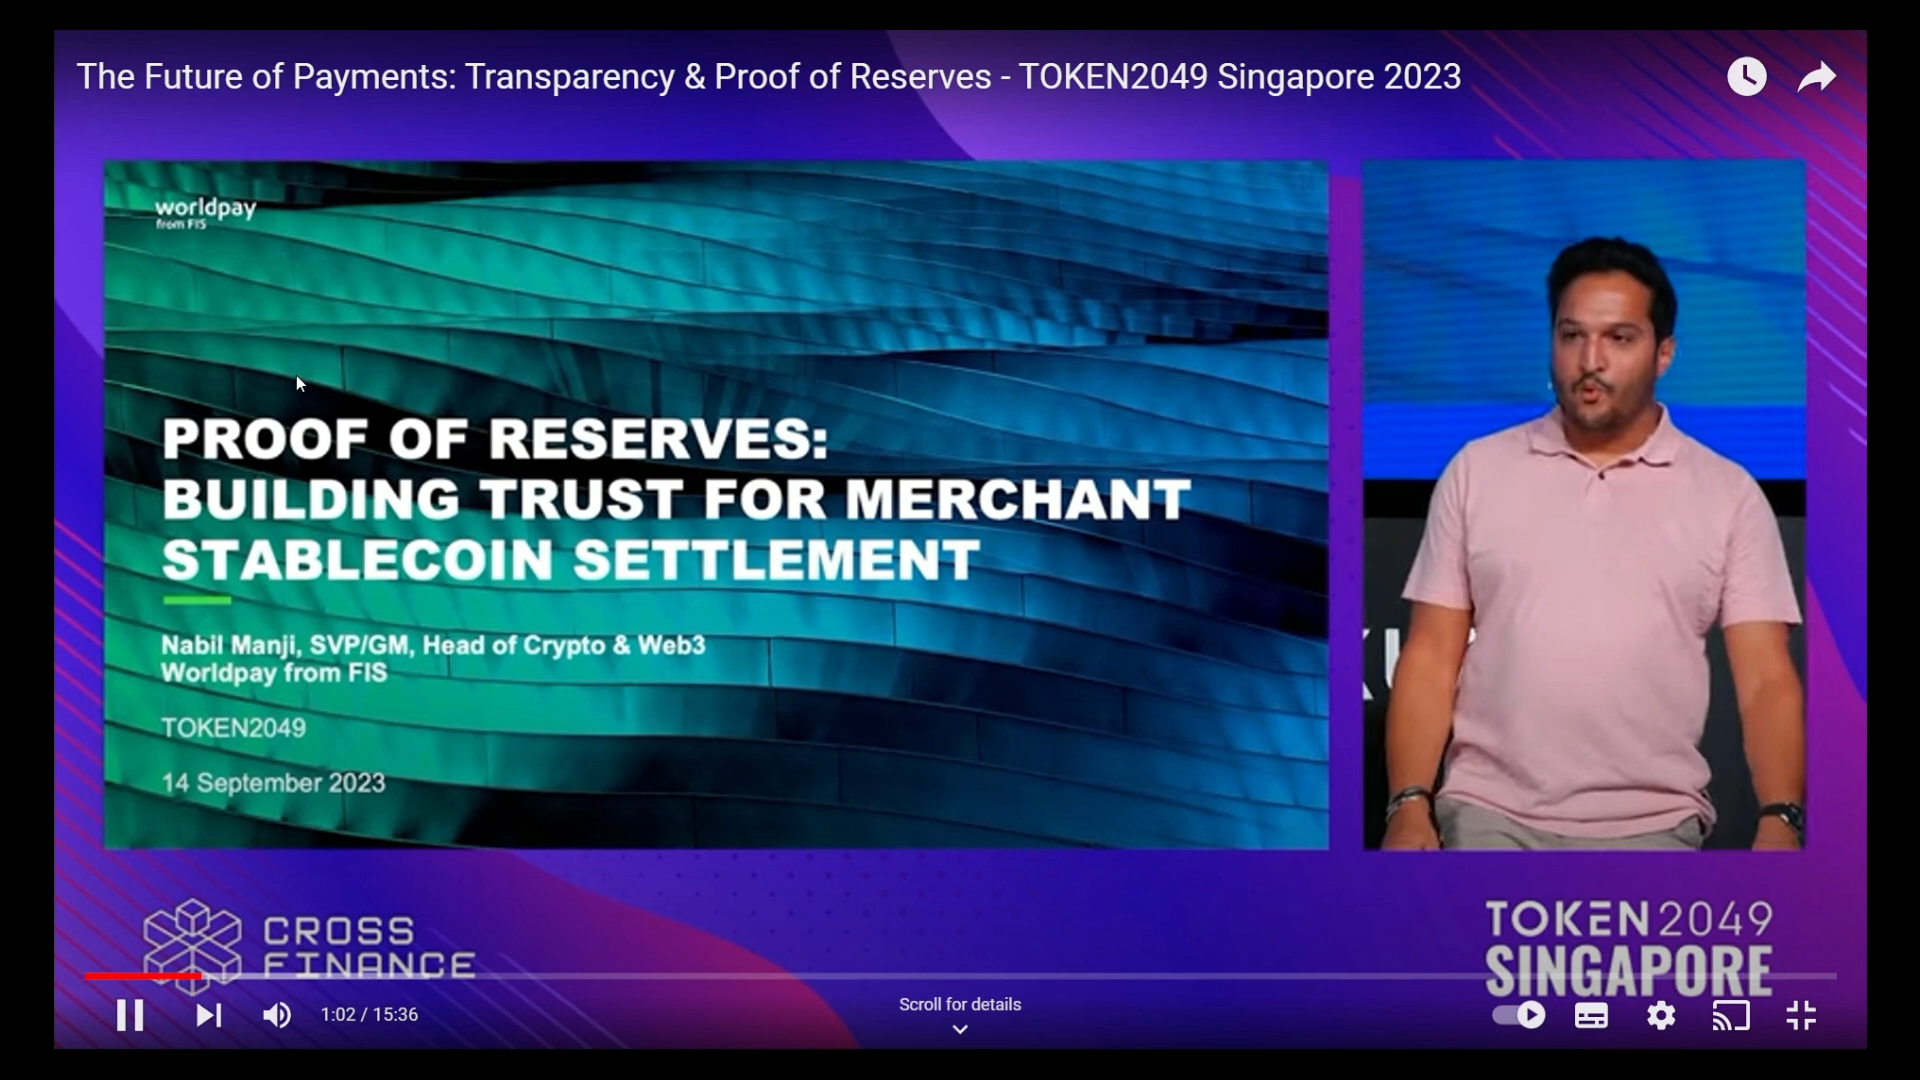 The Future of Payments: Transparency & Proof of Reserves - TOKEN2049 Singapore 2023
worldpay
from FIS
PROOF OF RESERVES:
BUILDING TRUST FOR MERCHANT
STABLECOIN SETTLEMENT
Nabil Manji, SVP/GM, Head of Crypto & Web3
Worldpay from FIS
TOKEN2049
14 September 2023
CROSS
FINANCE
TOKEN2049
SINGAPORE
1:02 / 15:36
Scroll for details